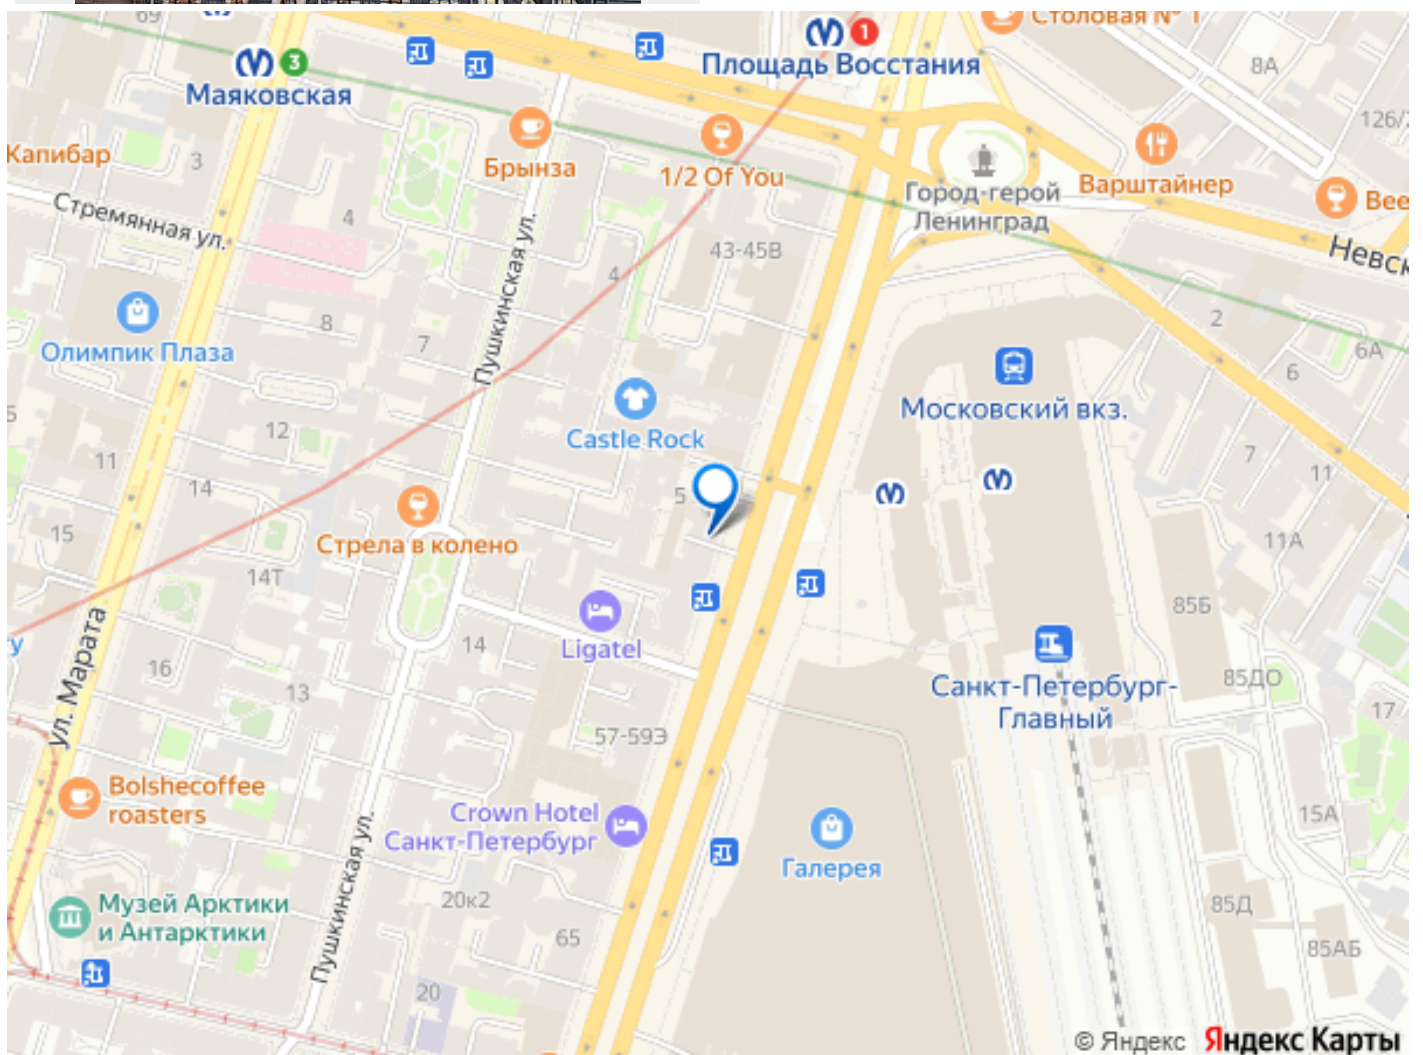 69
3
Маяковская
1
Площадь Восстания
Столовая № 1
8А
Капибар
3
Брынза
1/2 Of You
Город-герой
Ленинград
Варштайнер
Стремянная ул.
4
Пушкинская ул.
43-45В
4
8
7
2
6А
6
Олимпик Плаза
Castle Rock
Московский вкз.
12
11
14
15
5
7
11
11А
Стрела в колено
14Т
85Б
Ligatel
14
16
13
ул. Марата
Санкт-Петербург-
Главный
85ДО
17
57-59Э
Bolshecoffee
roasters
Crown Hotel
Санкт-Петербург
Галерея
15А
Пушкинская ул.
Музей Арктики
и Антарктики
20к2
65
85Д
85АБ
20
© Яндекс Яндекс Карты